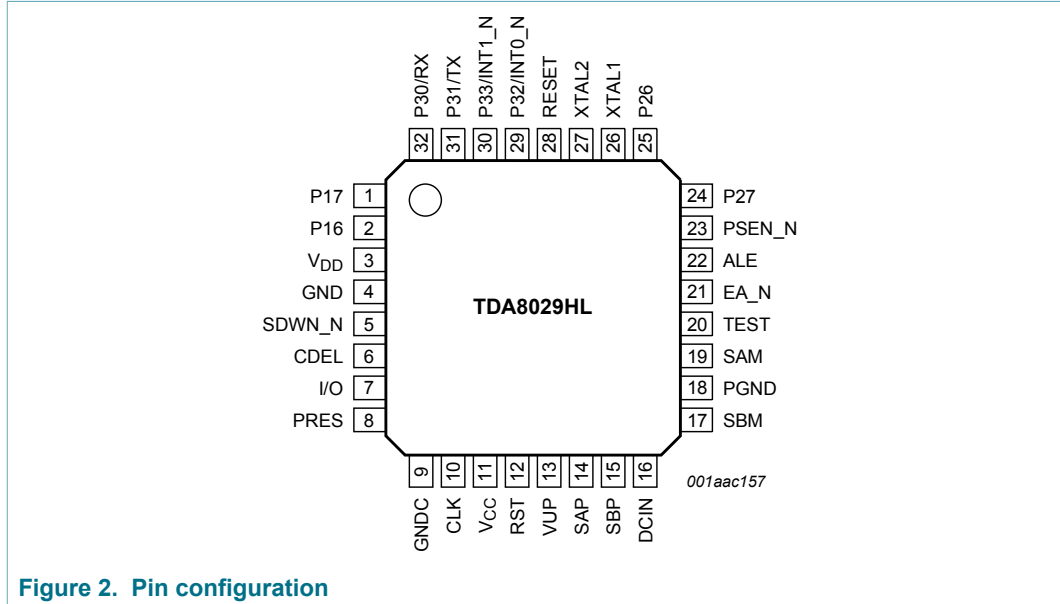 P30/RX
P31/TX
P33/INT1_N
P32/INT0_N
RESET
XTAL2
XTAL1
P26
32
31
30
29
28
27
26
25
P17 1
P16 2
VDD 3
GND 4
SDWN_N 5
CDEL 6
I/O 7
PRES 8
TDA8029HL
24 P27
23 PSEN_N
22 ALE
21 EA_N
20 TEST
19 SAM
18 PGND
17 SBM
9
10
11
12
13
14
15
16
GNDC
CLK
VCC
RST
VUP
SAP
SBP
DCIN
001aac157
Figure 2. Pin configuration